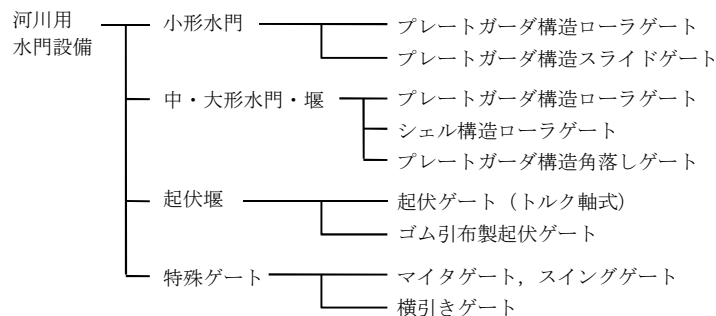 河川用
水門設備
小形水門
プレートガーダ構造ローラゲート
プレートガーダ構造スライドゲート
中・大形水門・堰
プレートガーダ構造ローラゲート
シェル構造ローラゲート
プレートガーダ構造角落しゲート
起伏堰
起伏ゲート（トルク軸式）
ゴム引布製起伏ゲート
特殊ゲート
マイタゲート，スイングゲート
横引きゲート